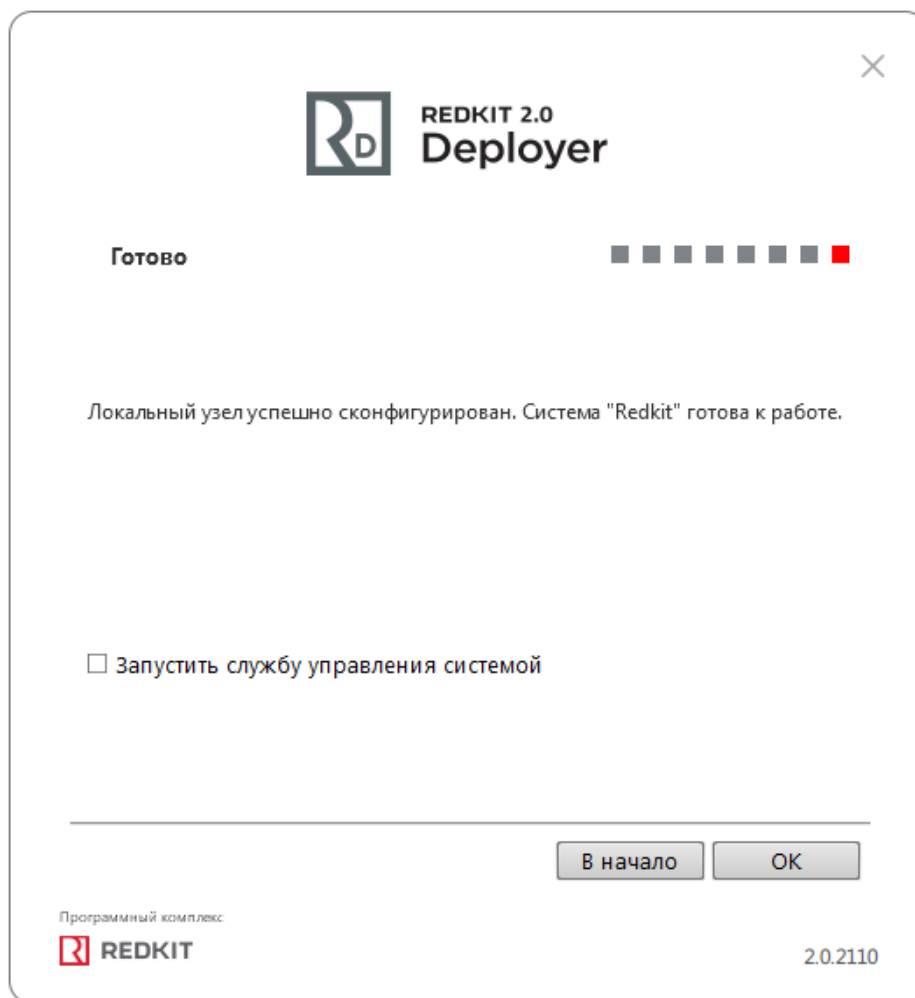 RD
REDKIT 2.0
Deployer
Готово
Локальный узел успешно сконфигурирован. Система "Redkit" готова к работе.
Запустить службу управления системой
В начало
OK
Программный комплекс
REDKIT
2.0.2110